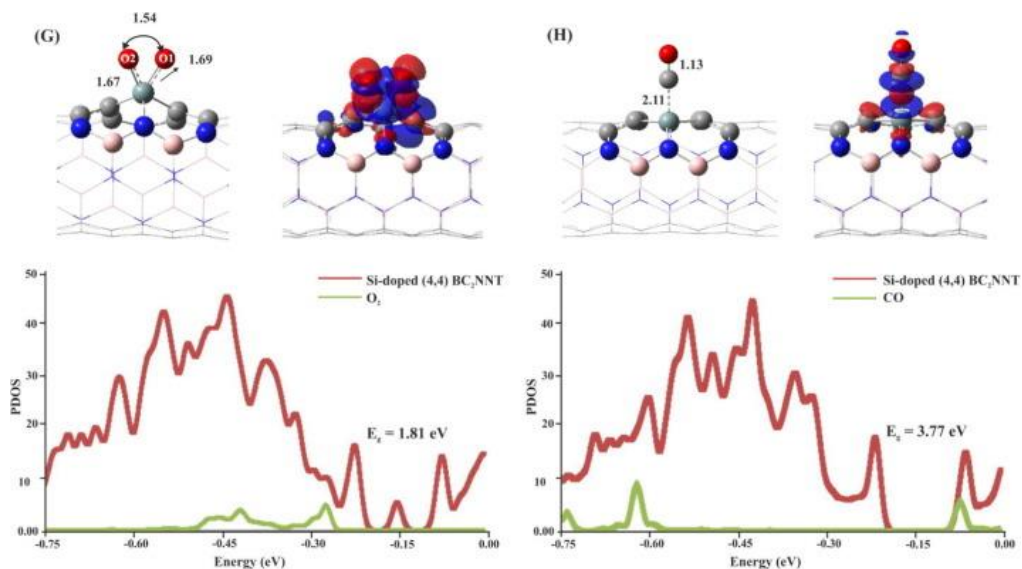 (G)
1.54
O2
O1
1.69
1.67
(H)
1.13
2.11
50
40
30
20
10
0.00
PDOS
Si-doped (4,4) BC₂NNT
O₂
E_g = 1.81 eV
-0.75
-0.60
-0.45
-0.30
-0.15
0.00
Energy (eV)
50
40
30
20
10
0.00
PDOS
Si-doped (4,4) BC₂NNT
CO
E_g = 3.77 eV
-0.75
-0.60
-0.45
-0.30
-0.15
0.00
Energy (eV)